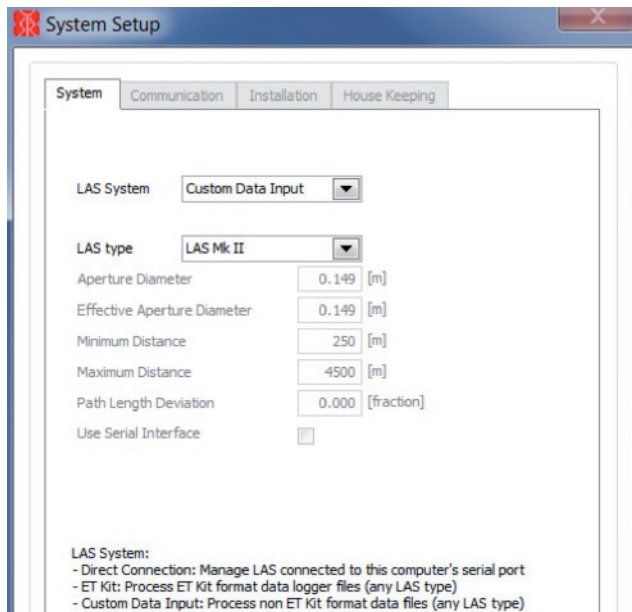 System Setup
System Communication Installation House Keeping
LAS System Custom Data Input
LAS type LAS Mk II
Aperture Diameter 0.149 [m]
Effective Aperture Diameter 0.149 [m]
Minimum Distance 250 [m]
Maximum Distance 4500 [m]
Path Length Deviation 0.000 [fraction]
Use Serial Interface
LAS System:
- Direct Connection: Manage LAS connected to this computer's serial port
- ET Kit: Process ET Kit format data logger files (any LAS type)
- Custom Data Input: Process non ET Kit format data files (any LAS type)